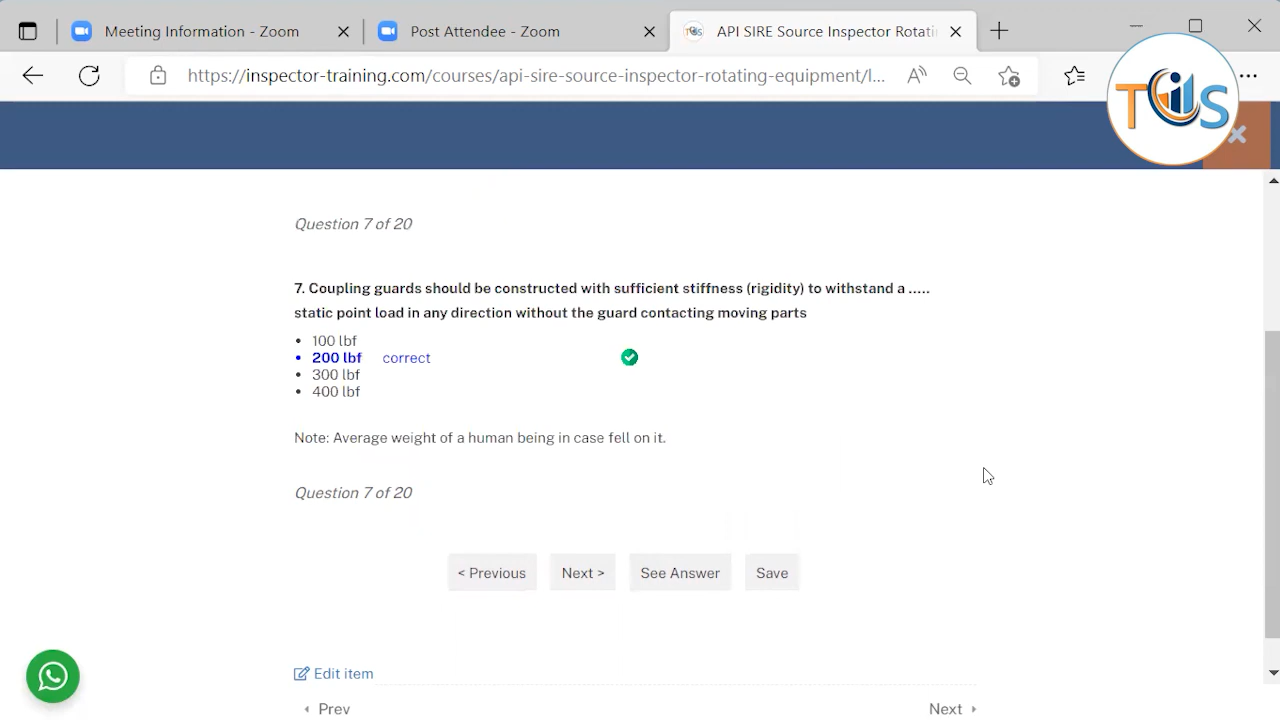 Meeting Information - Zoom
Post Attendee - Zoom
API SIRE Source Inspector Rotati
https://inspector-training.com/courses/api-sire-source-inspector-rotating-equipment/l...
TIS
Question 7 of 20
7. Coupling guards should be constructed with sufficient stiffness (rigidity) to withstand a .....
static point load in any direction without the guard contacting moving parts
• 100 lbf
• 200 lbf correct
• 300 lbf
• 400 lbf
Note: Average weight of a human being in case fell on it.
Question 7 of 20
< Previous
Next >
See Answer
Save
Edit item
Prev
Next